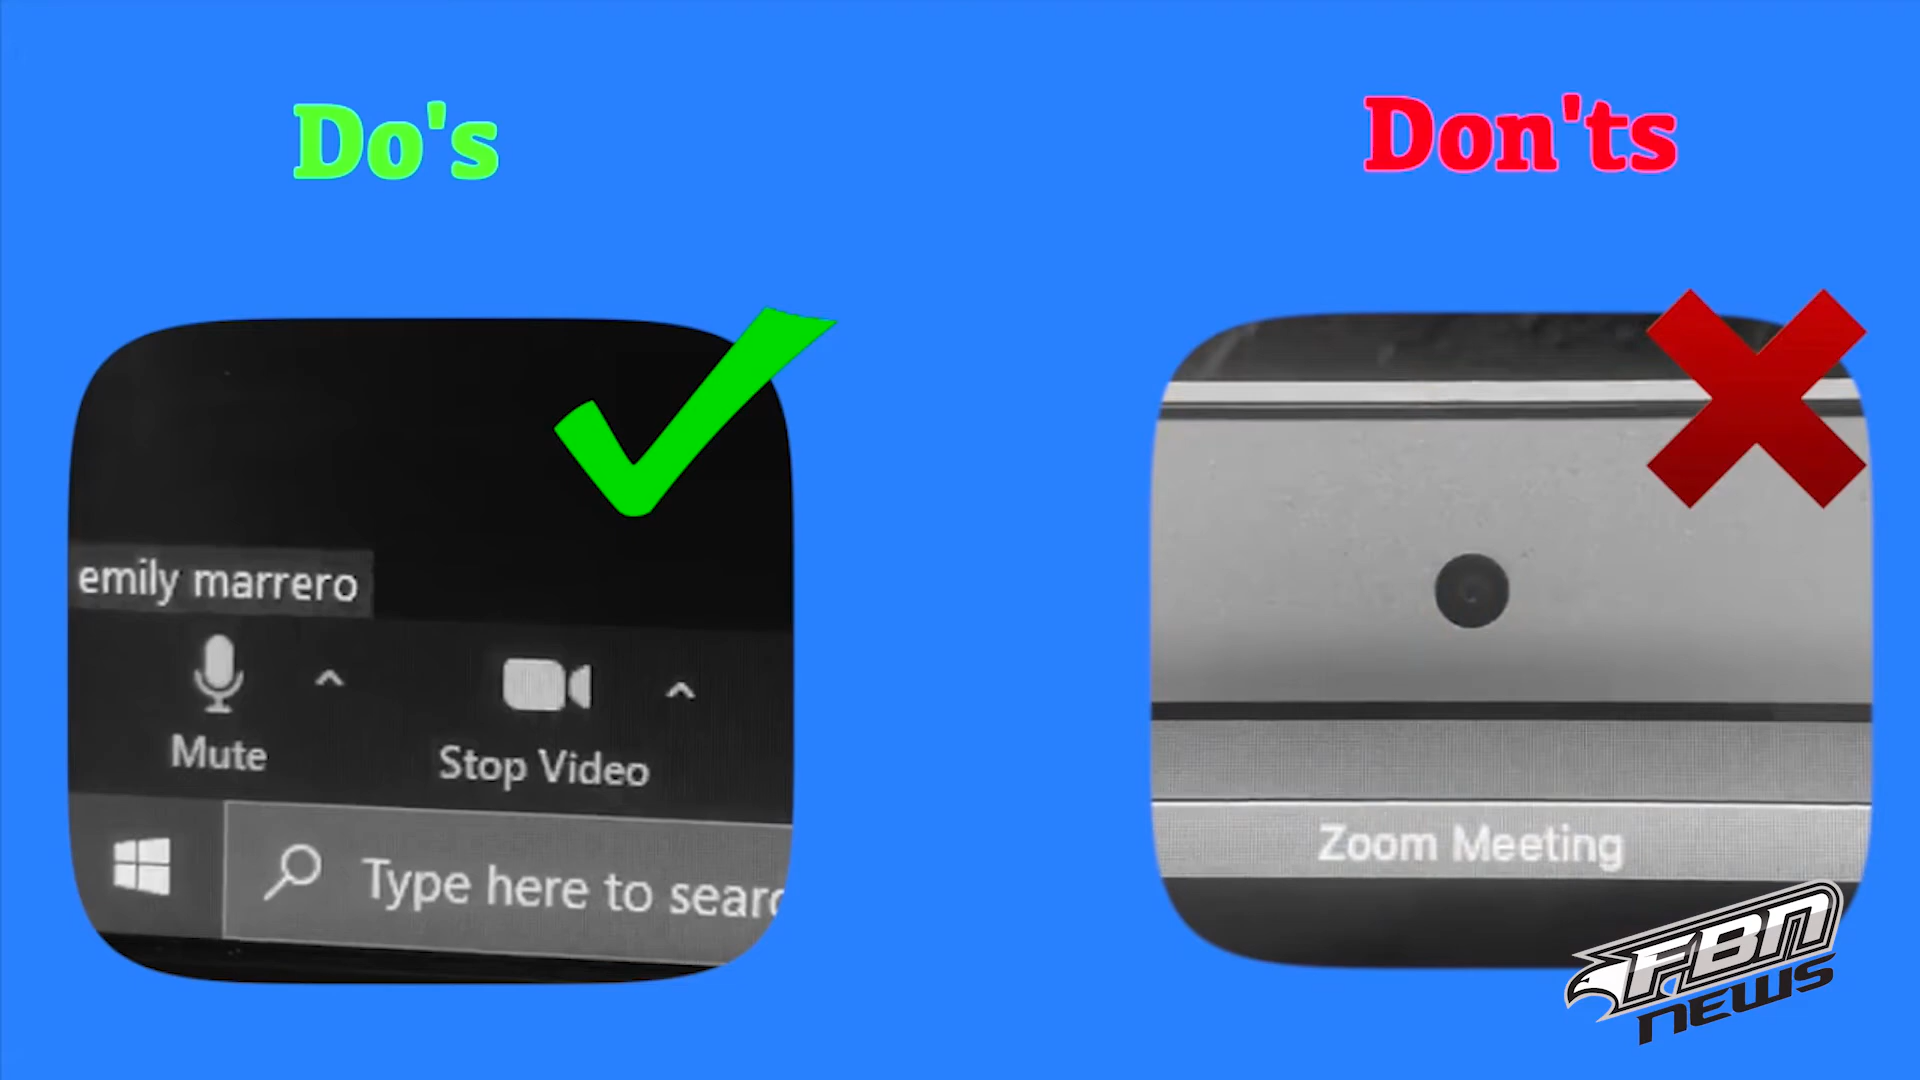 Do's
Don'ts
emily marrero
Mute
Stop Video
Type here to searc
Zoom Meeting
FBN
NEWS